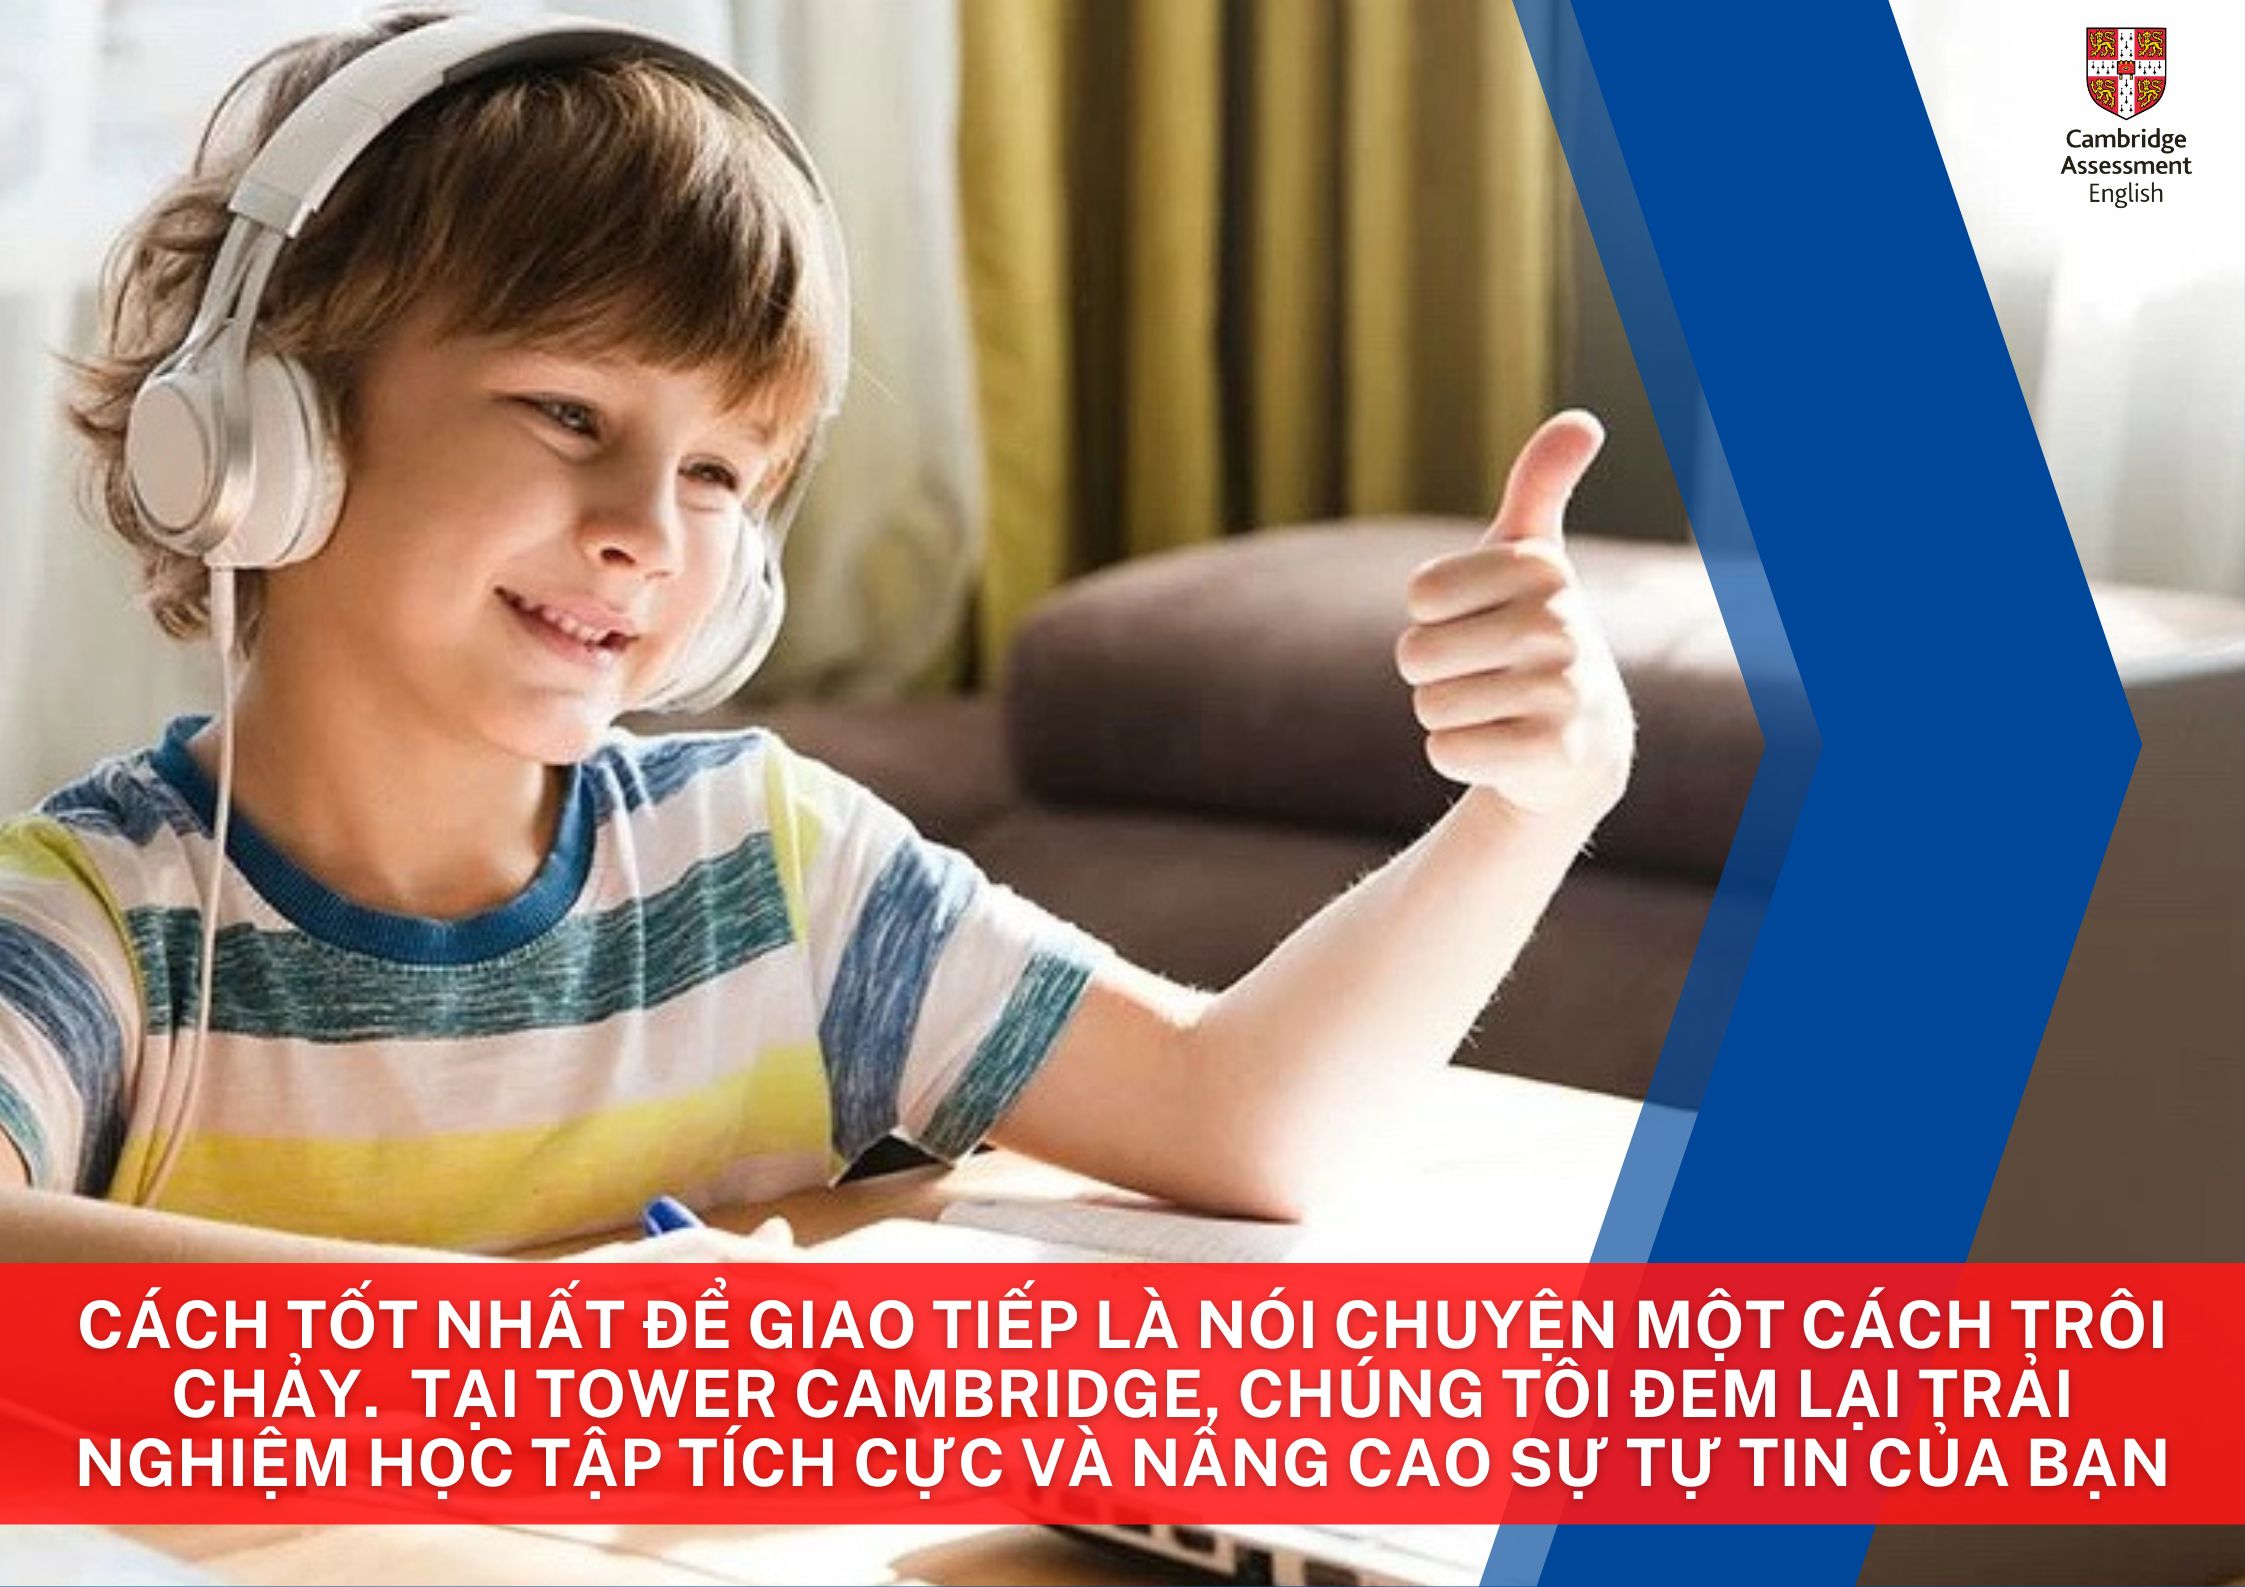 Cambridge
Assessment
English
CÁCH TỐT NHẤT ĐỂ GIAO TIẾP LÀ NÓI CHUYỆN MỘT CÁCH TRÔI
CHẢY. TẠI TOWER CAMBRIDGE, CHÚNG TÔI ĐEM LẠI TRẢI
NGHIỆM HỌC TẬP TÍCH CỰC VÀ NÂNG CAO SỰ TỰ TIN CỦA BẠN